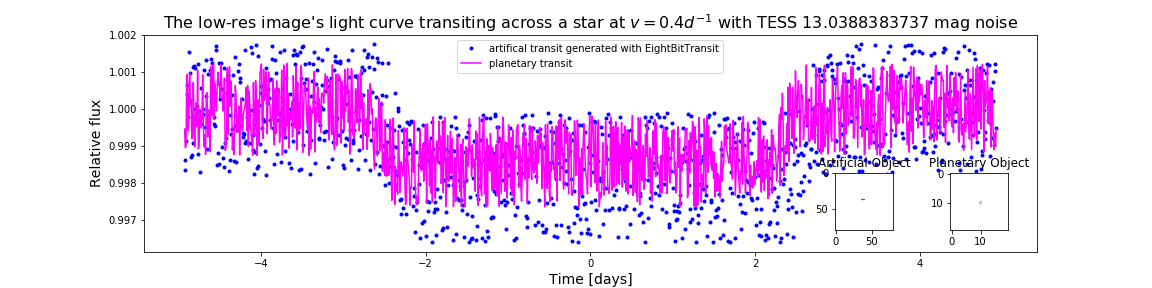 The low-res image's light curve transiting across a star at v = 0.4d⁻¹ with TESS 13.0388383737 mag noise
artifical transit generated with EightBitTransit
planetary transit
Relative flux
1.002
1.001
1.000
0.999
0.998
0.997
Artificial Object
0
50
0 50
Planetary Object
0
10
0 10
−4 −2 0 2 4
Time [days]